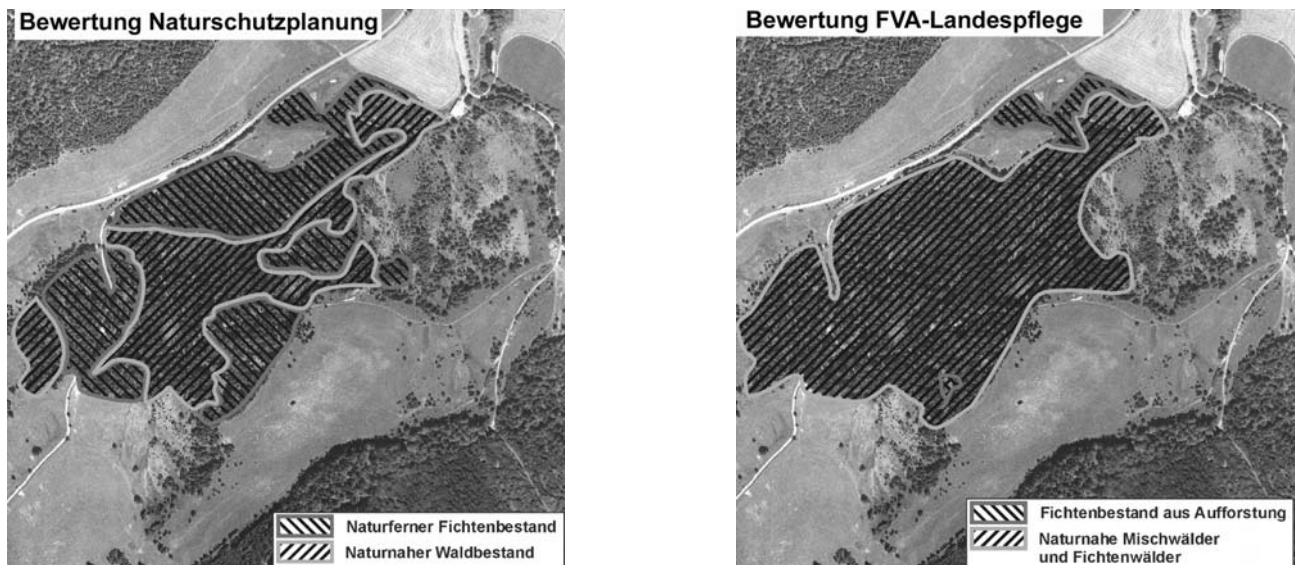 Bewertung Naturschutzplanung
Naturferner Fichtenbestand
Naturnaher Waldbestand
Bewertung FVA-Landespflege
Fichtenbestand aus Aufforstung
Naturnahe Mischwälder
und Fichtenwälder